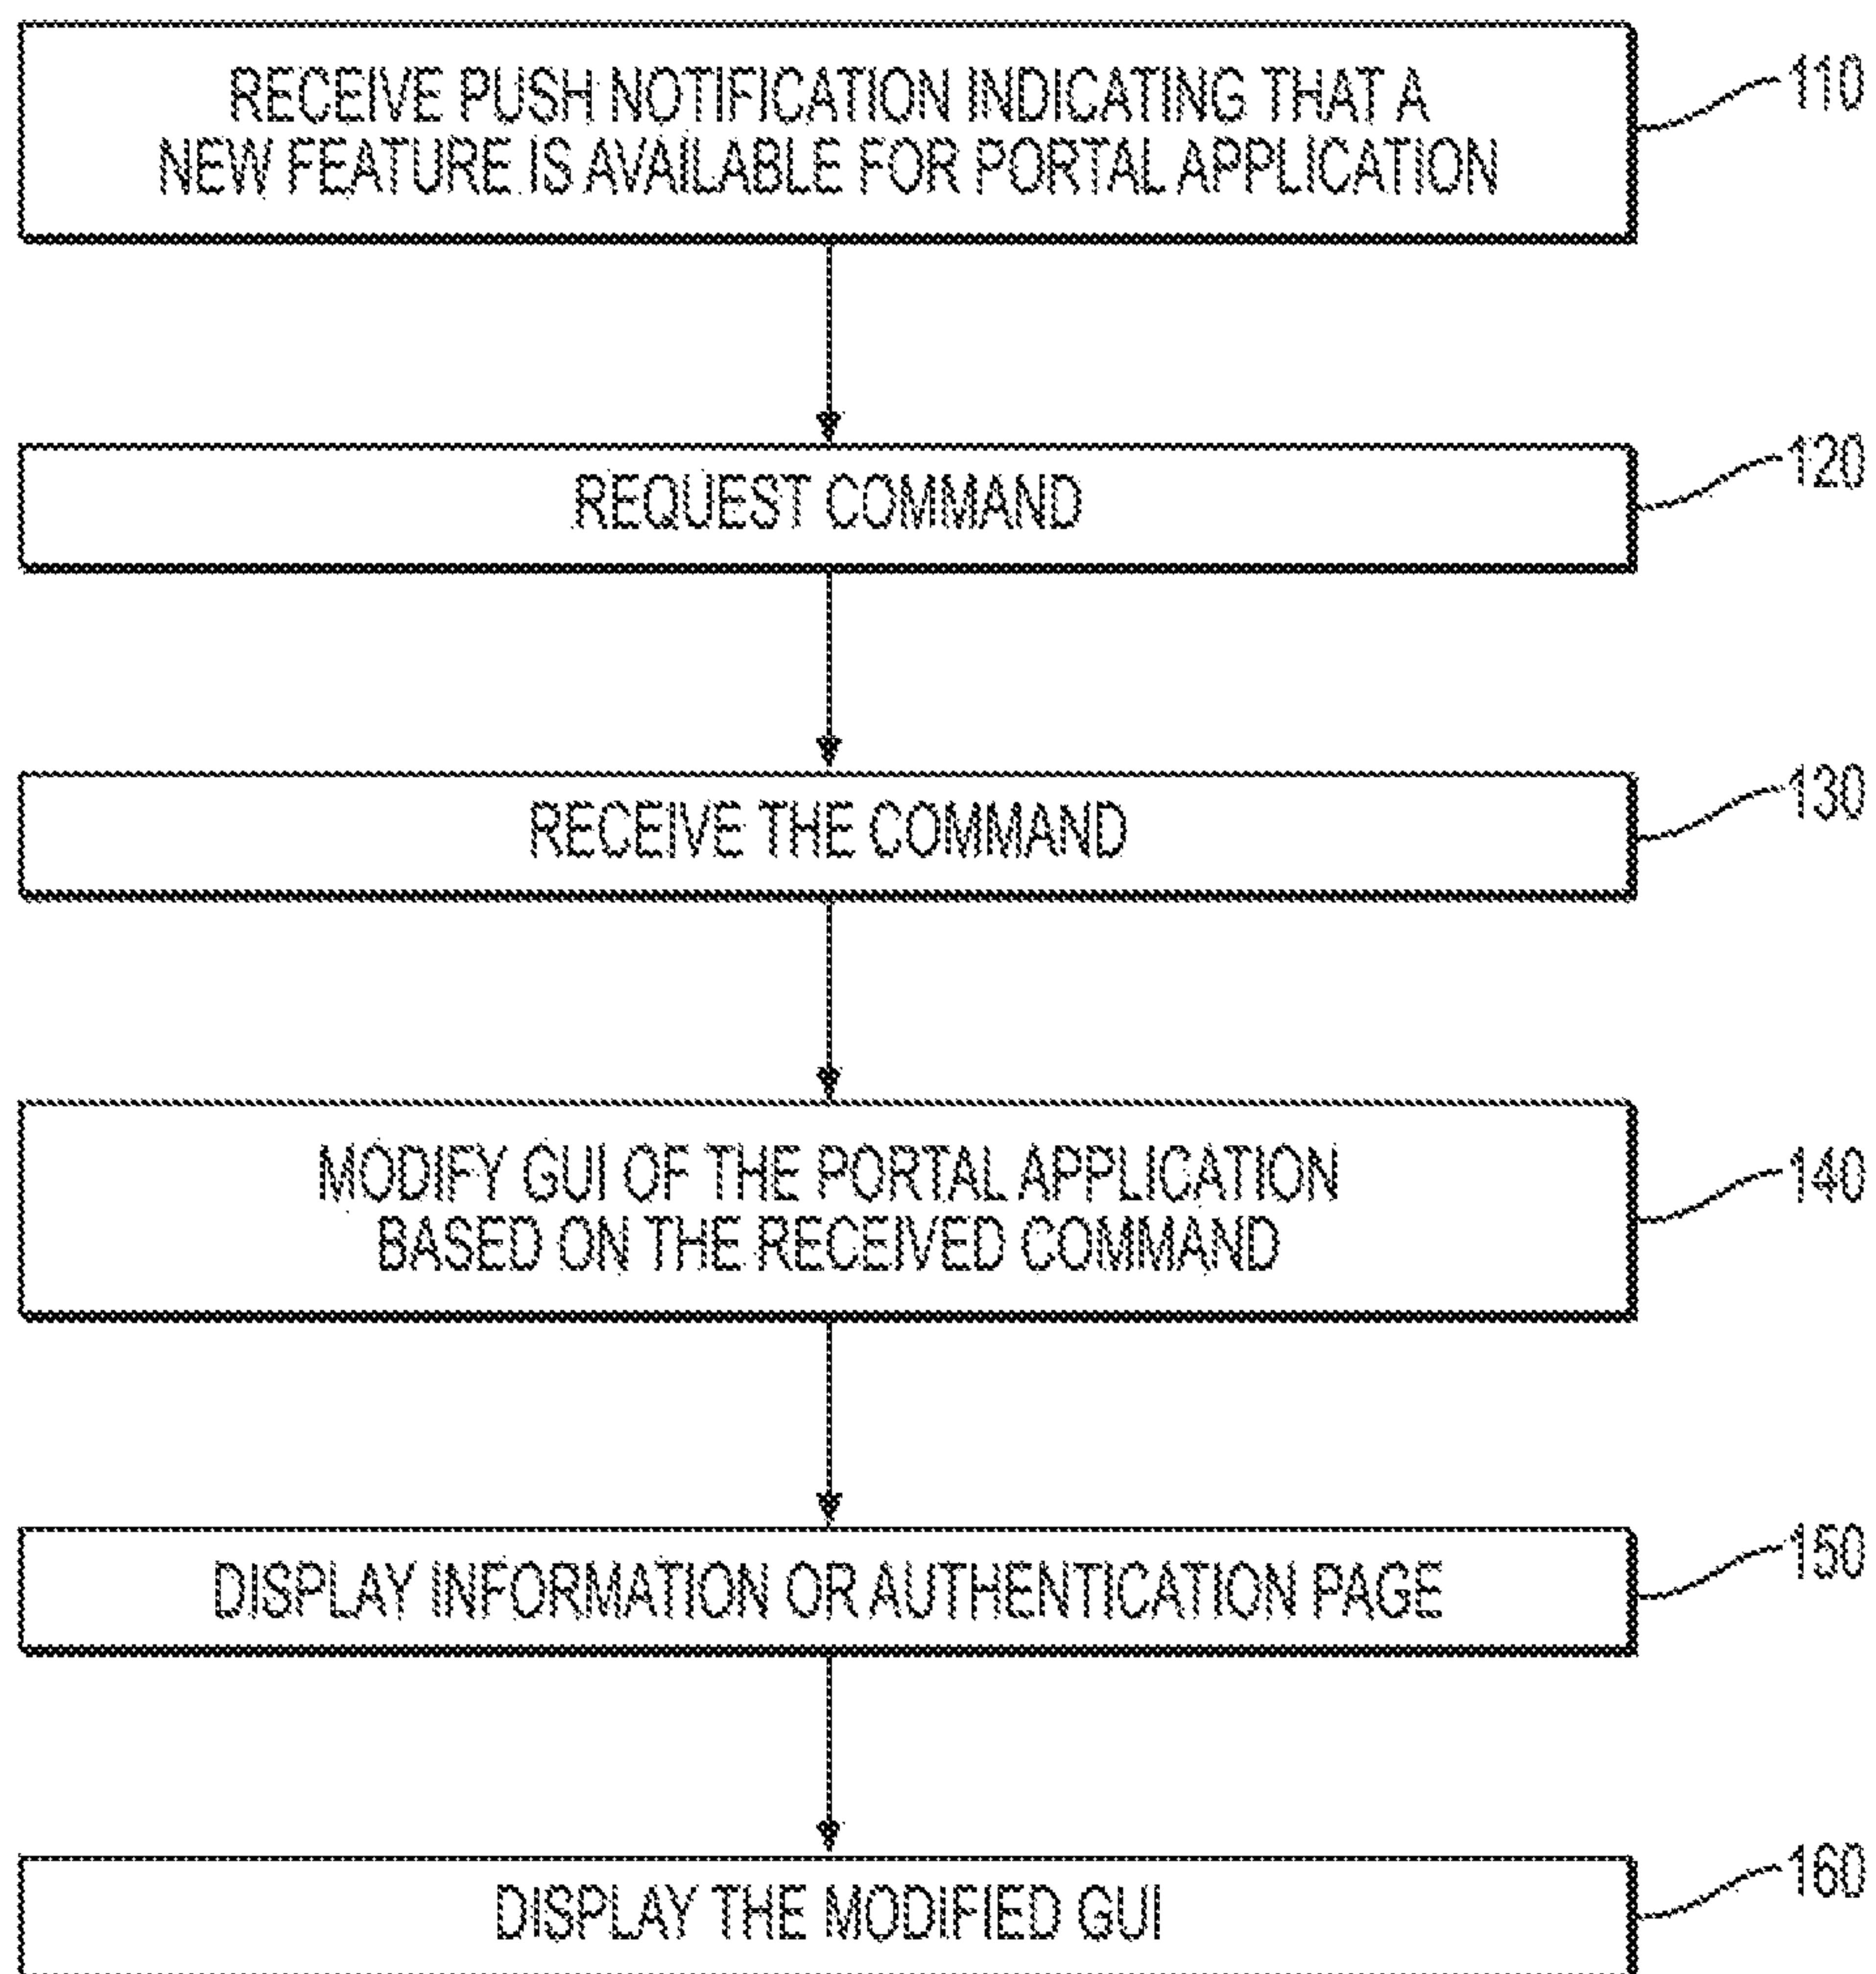 RECEIVE PUSH NOTIFICATION INDICATING THAT A
NEW FEATURE IS AVAILABLE FOR PORTAL APPLICATION
110
REQUEST COMMAND
120
RECEIVE THE COMMAND
130
MODIFY GUI OF THE PORTAL APPLICATION
BASED ON THE RECEIVED COMMAND
140
DISPLAY INFORMATION OR AUTHENTICATION PAGE
150
DISPLAY THE MODIFIED GUI
160